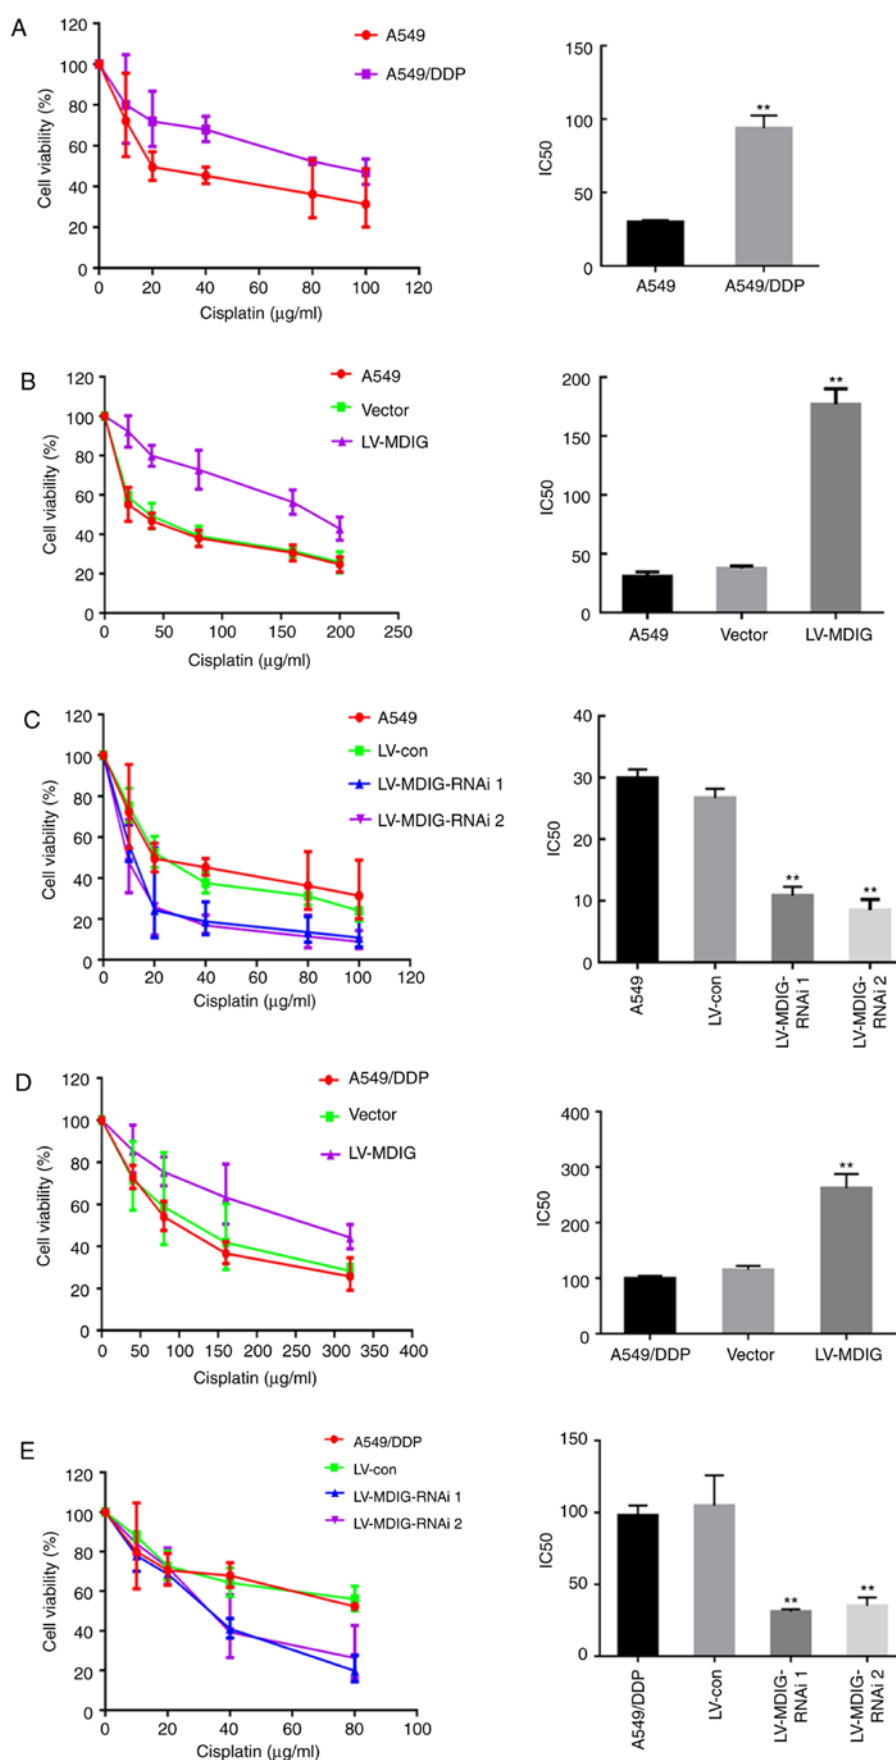 A
A549
A549/DDP
Cell viability (%)
120
100
80
60
40
20
0
0 20 40 60 80 100 120
Cisplatin (μg/ml)
IC50
150
100
50
0
**
A549 A549/DDP
B
A549
Vector
LV-MDIG
Cell viability (%)
120
100
80
60
40
20
0
0 50 100 150 200 250
Cisplatin (μg/ml)
IC50
200
150
100
50
0
**
A549 Vector LV-MDIG
C
A549
LV-con
LV-MDIG-RNAi 1
LV-MDIG-RNAi 2
Cell viability (%)
120
100
80
60
40
20
0
0 20 40 60 80 100 120
Cisplatin (μg/ml)
IC50
40
30
20
10
0
**
**
A549
LV-con
LV-MDIG-
RNAi 1
LV-MDIG-
RNAi 2
D
A549/DDP
Vector
LV-MDIG
Cell viability (%)
120
100
80
60
40
20
0
0 50 100 150 200 250 300 350 400
Cisplatin (μg/ml)
IC50
400
300
200
100
0
**
A549/DDP Vector LV-MDIG
E
A549/DDP
LV-con
LV-MDIG-RNAi 1
LV-MDIG-RNAi 2
Cell viability (%)
120
100
80
60
40
20
0
0 20 40 60 80 100
Cisplatin (μg/ml)
IC50
150
100
50
0
**
**
A549/DDP
LV-con
LV-MDIG-
RNAi 1
LV-MDIG-
RNAi 2